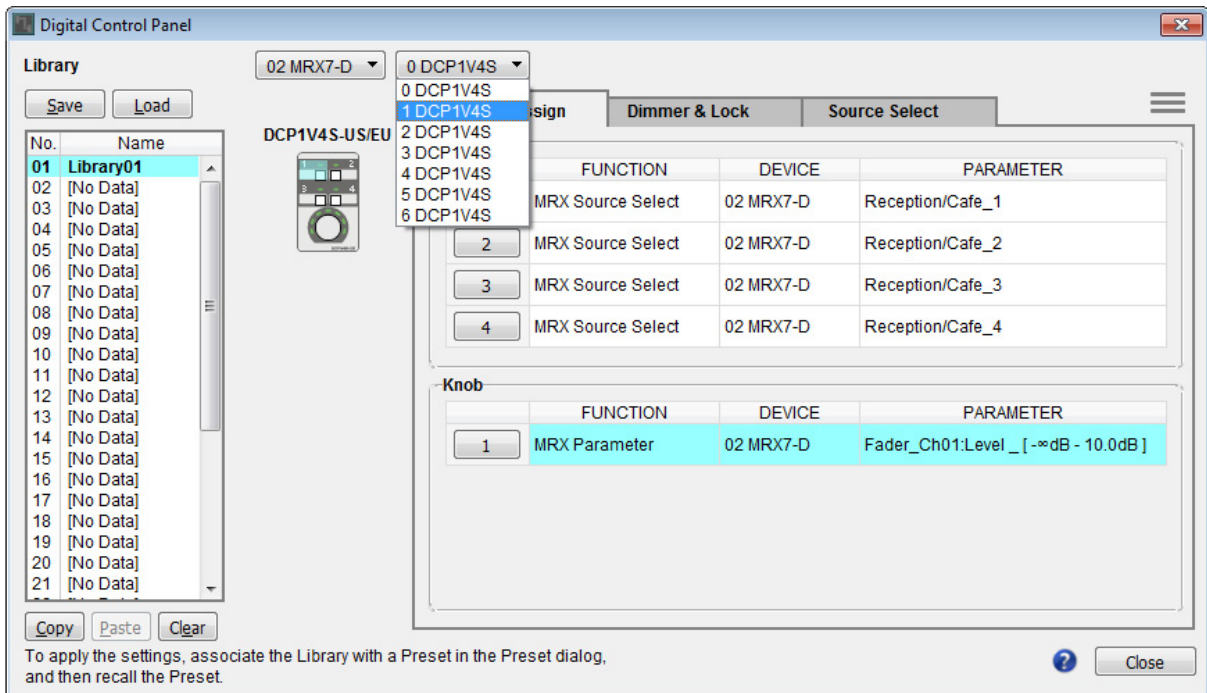 Digital Control Panel
Library
02 MRX7-D
0 DCP1V4S
0 DCP1V4S
1 DCP1V4S
2 DCP1V4S
3 DCP1V4S
4 DCP1V4S
5 DCP1V4S
6 DCP1V4S
Save Load
No. Name
01 Library01
02 [No Data]
03 [No Data]
04 [No Data]
05 [No Data]
06 [No Data]
07 [No Data]
08 [No Data]
09 [No Data]
10 [No Data]
11 [No Data]
12 [No Data]
13 [No Data]
14 [No Data]
15 [No Data]
16 [No Data]
17 [No Data]
18 [No Data]
19 [No Data]
20 [No Data]
21 [No Data]
Copy Paste Clear
DCP1V4S-US/EU
1 2
3 4
Dimmer & Lock
Source Select
FUNCTION DEVICE PARAMETER
MRX Source Select 02 MRX7-D Reception/Cafe_1
2 MRX Source Select 02 MRX7-D Reception/Cafe_2
3 MRX Source Select 02 MRX7-D Reception/Cafe_3
4 MRX Source Select 02 MRX7-D Reception/Cafe_4
Knob
FUNCTION DEVICE PARAMETER
1 MRX Parameter 02 MRX7-D Fader_Ch01:Level _ [ -∞dB - 10.0dB ]
To apply the settings, associate the Library with a Preset in the Preset dialog,
and then recall the Preset.
? Close